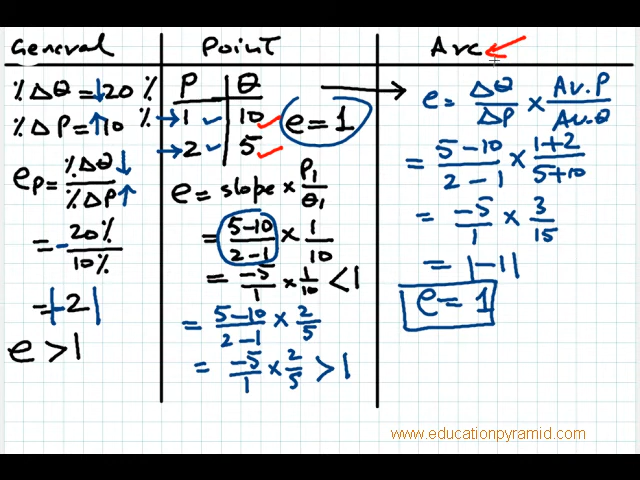 General
%ΔQ = ↓20%
%ΔP = ↑10%
eP = %ΔQ↓ / %ΔP↑
= -20% / 10%
= |-2|
e > 1
Point
P Q
→ 1 ✓ 10 ✓
→ 2 ✓ 5 ✓
e = 1
e = slope × P1 / Q1
= 5-10 / 2-1 × 1 / 10
= -5 / 1 × 1 / 10 < 1
= 5-10 / 2-1 × 2 / 5
= -5 / 1 × 2 / 5 > 1
Arc
e = ΔQ / ΔP × Av.P / Av.Q
= 5-10 / 2-1 × 1+2 / 5+10
= -5 / 1 × 3 / 15
= |-1|
e = 1
www.educationpyramid.com